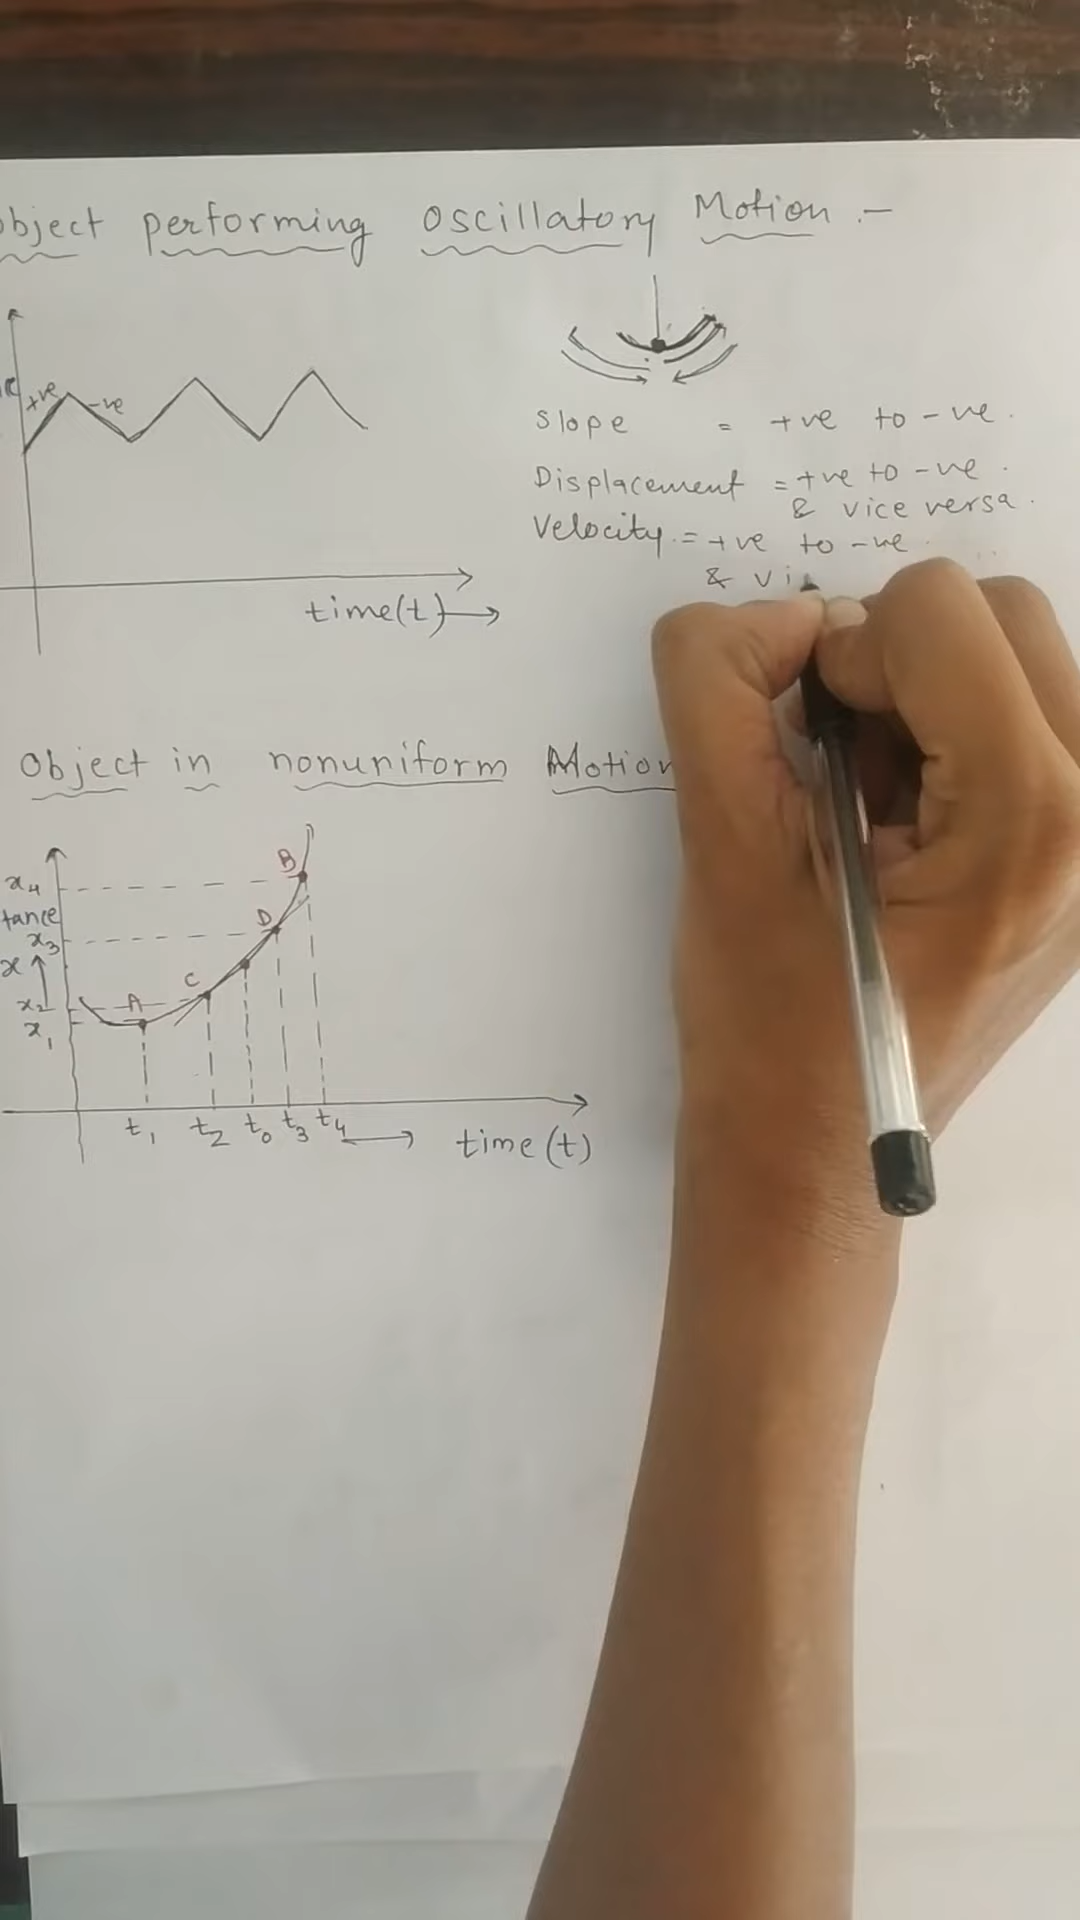 object performing oscillatory Motion :-
+ve
-ve
time(t)
Slope = +ve to -ve.
Displacement = +ve to -ve.
& vice versa.
Velocity. = +ve to -ve.
& vi
Object in nonuniform Motion
x4
tance
x3
x
x2
x1
A
C
D
B
t1 t2 t0 t3 t4
time (t)